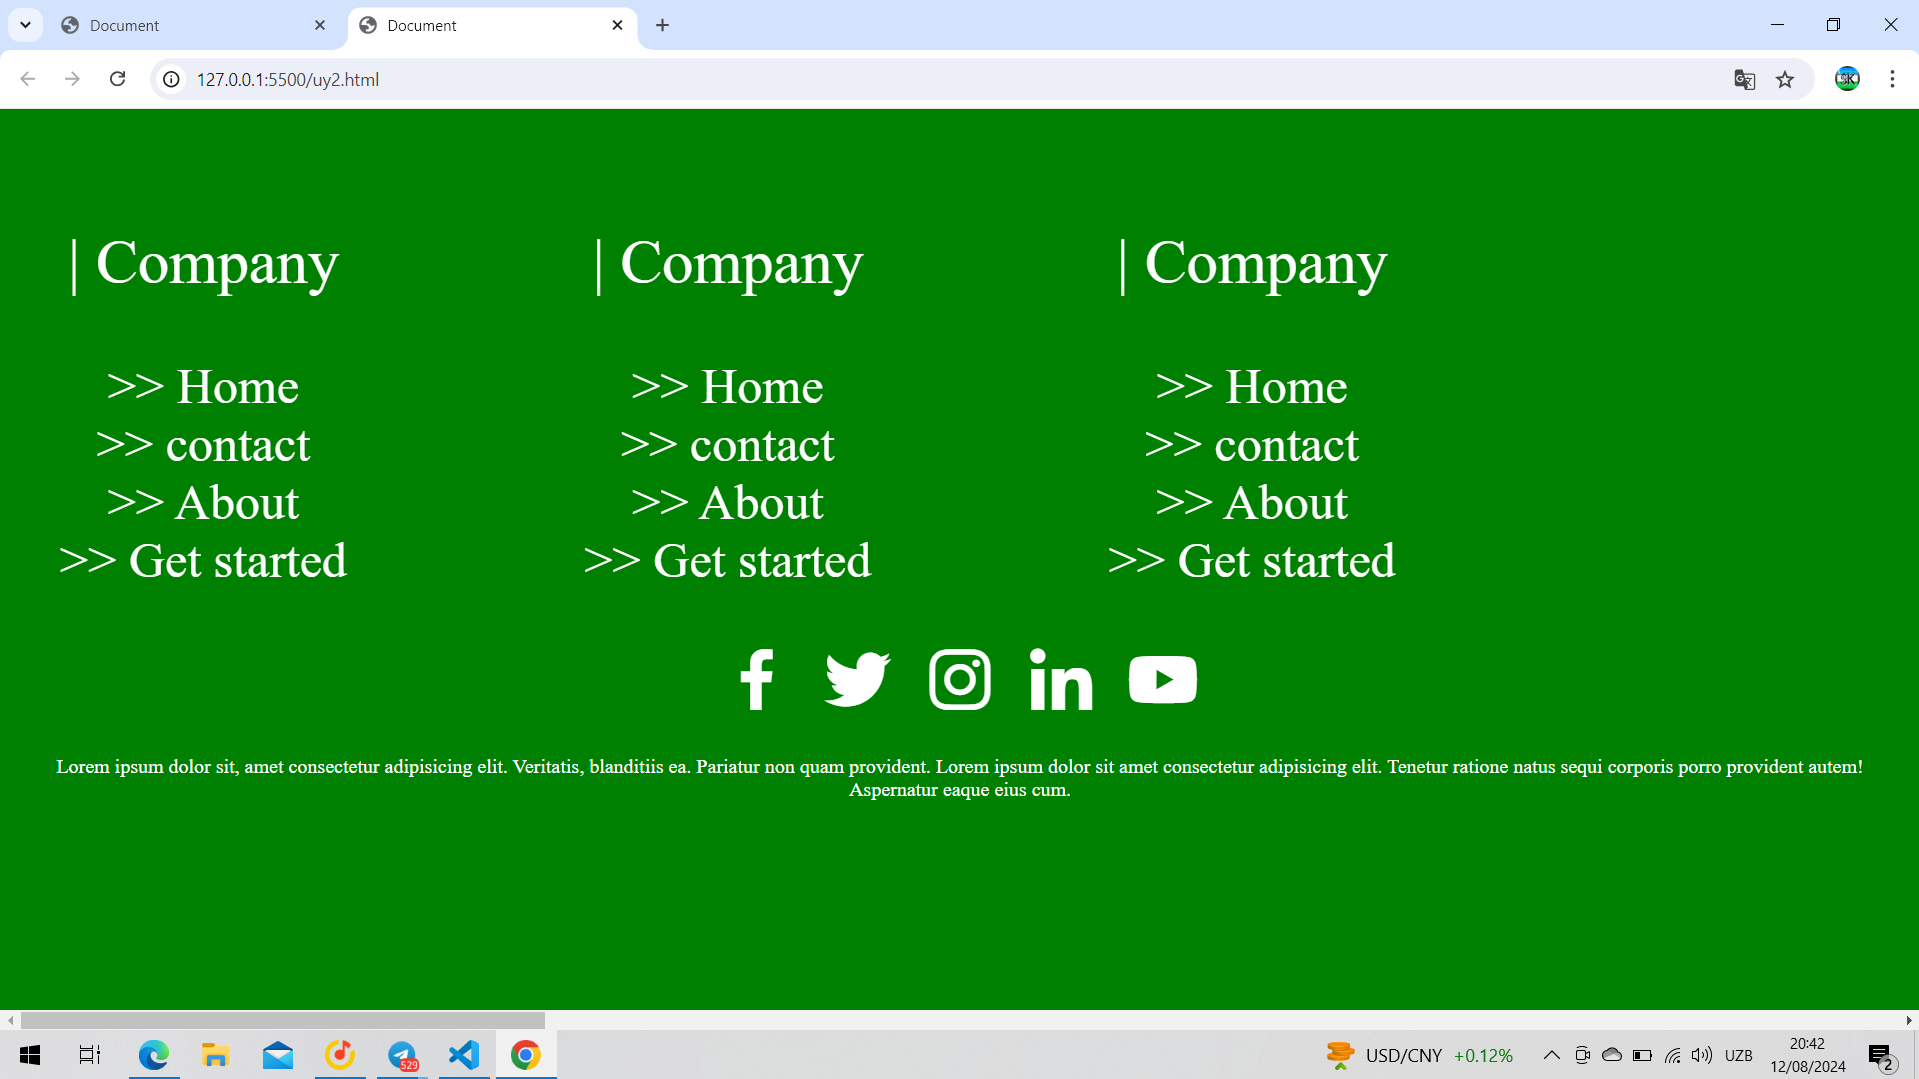 Document
Document
127.0.0.1:5500/uy2.html
SK
| Company | Company | Company
>> Home >> Home >> Home
>> contact >> contact >> contact
>> About >> About >> About
>> Get started >> Get started >> Get started
Lorem ipsum dolor sit, amet consectetur adipisicing elit. Veritatis, blanditiis ea. Pariatur non quam provident. Lorem ipsum dolor sit amet consectetur adipisicing elit. Tenetur ratione natus sequi corporis porro provident autem!
Aspernatur eaque eius cum.
529
USD/CNY +0.12%
UZB
20:42
12/08/2024
2